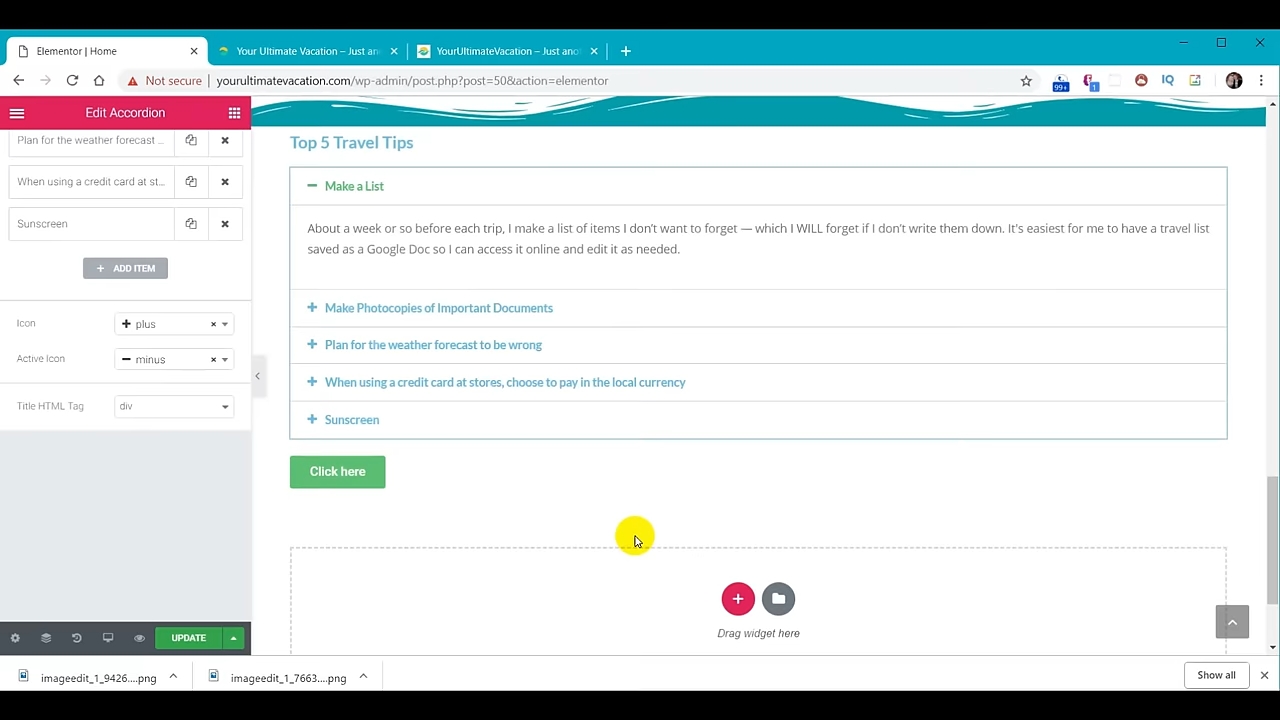 Elementor | Home
Your Ultimate Vacation – Just an
YourUltimateVacation – Just ano
Not secure
yourultimatevacation.com/wp-admin/post.php?post=50&action=elementor
99+
1
IQ
Edit Accordion
Plan for the weather forecast ...
When using a credit card at st...
Sunscreen
ADD ITEM
Icon
plus
Active Icon
minus
Title HTML Tag
div
UPDATE
Top 5 Travel Tips
Make a List
About a week or so before each trip, I make a list of items I don't want to forget — which I WILL forget if I don't write them down. It's easiest for me to have a travel list
saved as a Google Doc so I can access it online and edit it as needed.
Make Photocopies of Important Documents
Plan for the weather forecast to be wrong
When using a credit card at stores, choose to pay in the local currency
Sunscreen
Click here
Drag widget here
imageedit_1_9426....png
imageedit_1_7663....png
Show all